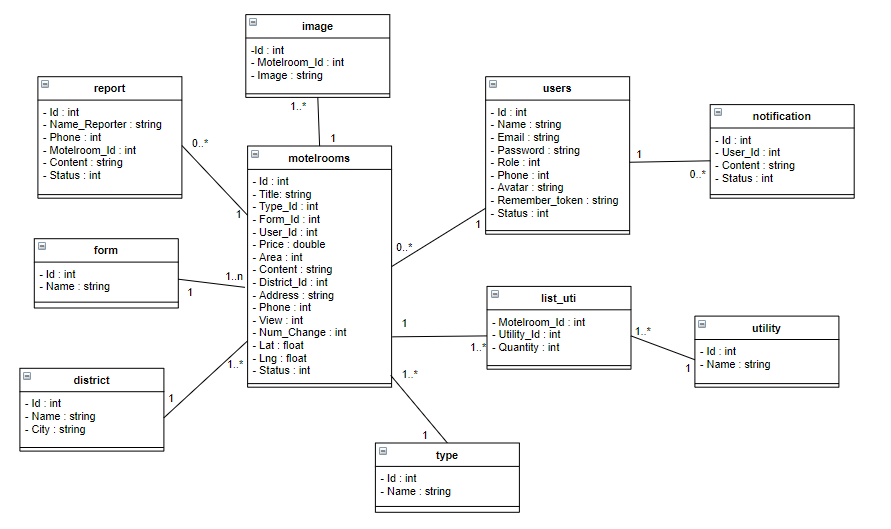 image
-Id : int
- Motelroom_Id : int
- Image : string
1..*
1
report
- Id : int
- Name_Reporter : string
- Phone : int
- Motelroom_Id : int
- Content : string
- Status : int
0..*
1
users
- Id : int
- Name : string
- Email : string
- Password : string
- Role : int
- Phone : int
- Avatar : string
- Remember_token : string
- Status : int
1
0..*
notification
- Id : int
- User_Id : int
- Content : string
- Status : int
motelrooms
- Id : int
- Title: string
- Type_Id : int
- Form_Id : int
- User_Id : int
- Price : double
- Area : int
- Content : string
- District_Id : int
- Address : string
- Phone : int
- View : int
- Num_Change : int
- Lat : float
- Lng : float
- Status : int
1
0..*
form
- Id : int
- Name : string
1..n
1
list_uti
- Motelroom_Id : int
- Utility_Id : int
- Quantity : int
1
1..*
1..*
1
utility
- Id : int
- Name : string
district
- Id : int
- Name : string
- City : string
1..*
1
1..*
1
type
- Id : int
- Name : string